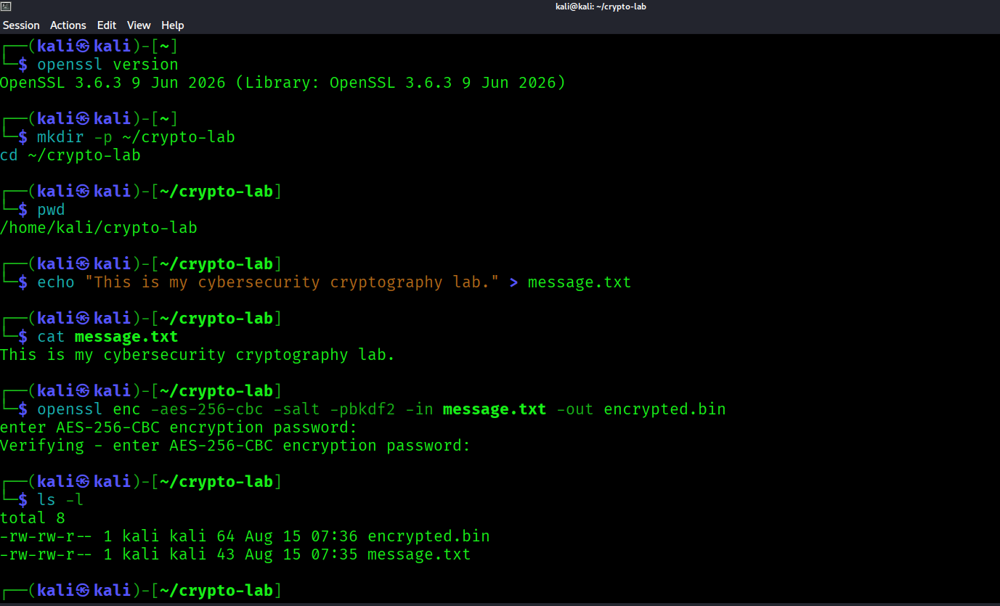 kali@kali: ~/crypto-lab
Session Actions Edit View Help
┌──(kali㉿kali)-[~]
└─$ openssl version
OpenSSL 3.6.3 9 Jun 2026 (Library: OpenSSL 3.6.3 9 Jun 2026)
┌──(kali㉿kali)-[~]
└─$ mkdir -p ~/crypto-lab
cd ~/crypto-lab
┌──(kali㉿kali)-[~/crypto-lab]
└─$ pwd
/home/kali/crypto-lab
┌──(kali㉿kali)-[~/crypto-lab]
└─$ echo "This is my cybersecurity cryptography lab." > message.txt
┌──(kali㉿kali)-[~/crypto-lab]
└─$ cat message.txt
This is my cybersecurity cryptography lab.
┌──(kali㉿kali)-[~/crypto-lab]
└─$ openssl enc -aes-256-cbc -salt -pbkdf2 -in message.txt -out encrypted.bin
enter AES-256-CBC encryption password:
Verifying - enter AES-256-CBC encryption password:
┌──(kali㉿kali)-[~/crypto-lab]
└─$ ls -l
total 8
-rw-rw-r-- 1 kali kali 64 Aug 15 07:36 encrypted.bin
-rw-rw-r-- 1 kali kali 43 Aug 15 07:35 message.txt
┌──(kali㉿kali)-[~/crypto-lab]